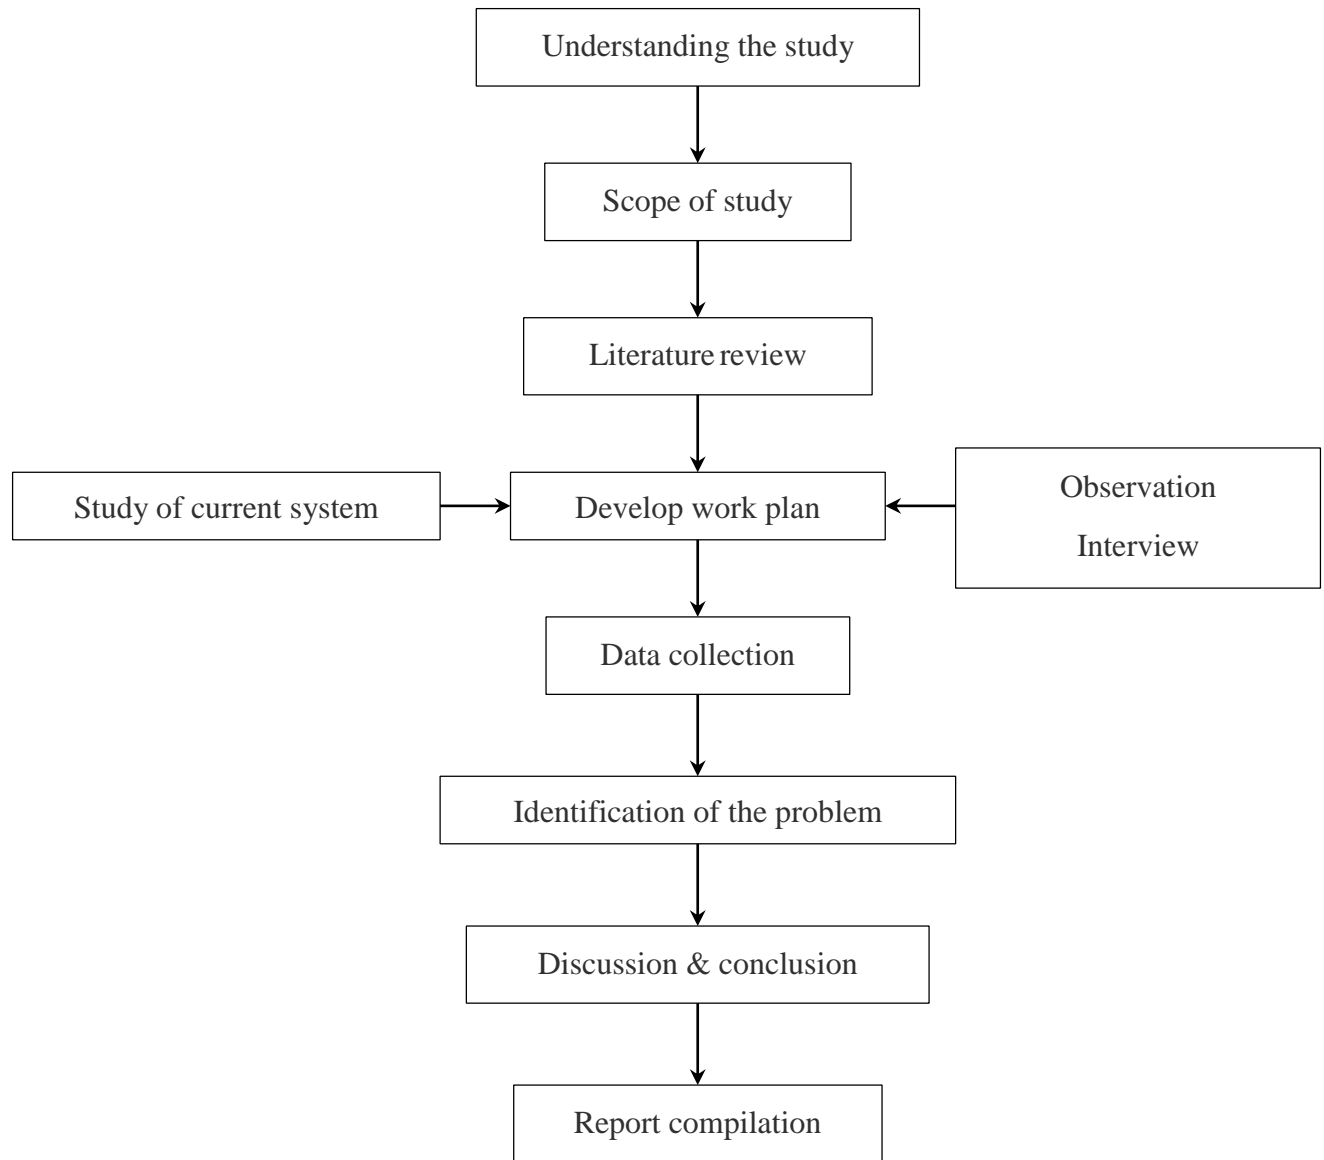 Understanding the study
Scope of study
Literature review
Study of current system
Develop work plan
Observation
Interview
Data collection
Identification of the problem
Discussion & conclusion
Report compilation